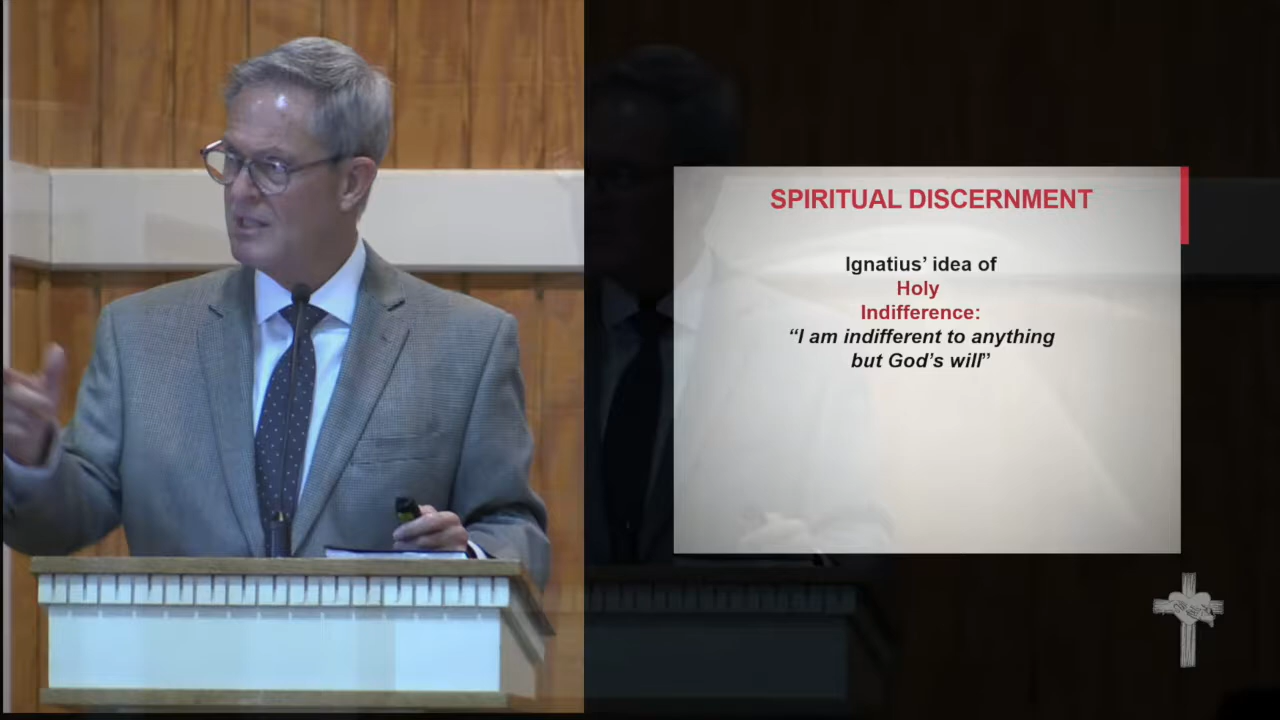 SPIRITUAL DISCERNMENT
Ignatius’ idea of
Holy
Indifference:
“I am indifferent to anything
but God’s will”